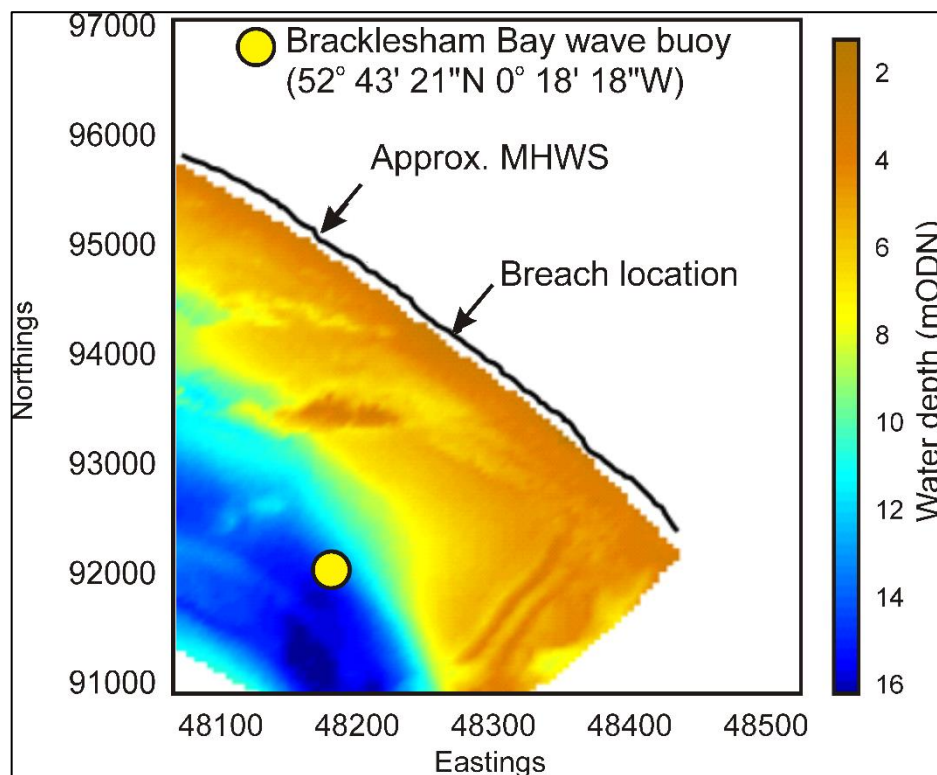 97000
Bracklesham Bay wave buoy
(52° 43' 21"N 0° 18' 18"W)
96000
Approx. MHWS
95000
Breach location
94000
93000
92000
91000
Northings
48100
48200
48300
48400
48500
Eastings
2
4
6
8
10
12
14
16
Water depth (mODN)